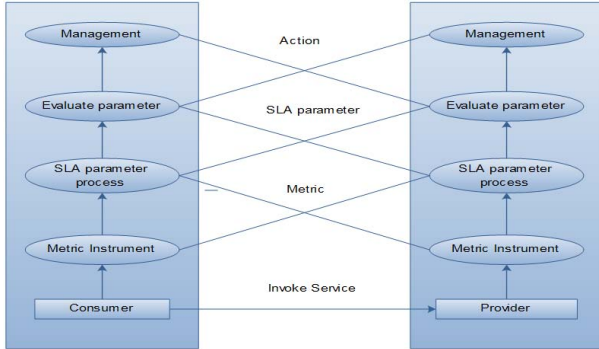 Management
Action
Management
Evaluate parameter
SLA parameter
Evaluate parameter
SLA parameter
process
Metric
SLA parameter
process
Metric Instrument
Metric Instrument
Invoke Service
Consumer
Provider